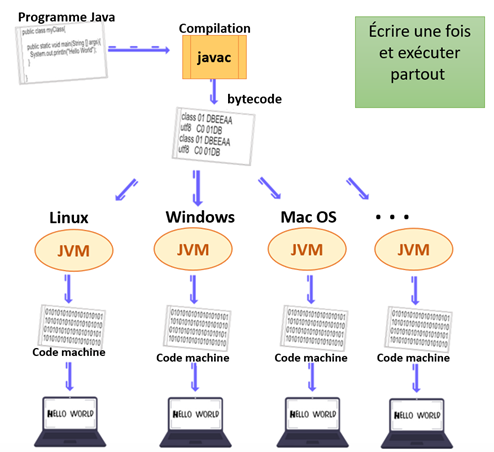 Programme Java
public class myClass{
public static void main(String [] args){
System.out.println("Hello World");
}
}
Compilation
javac
Écrire une fois
et exécuter
partout
bytecode
class 01 DBEEAA
utf8 C0 01DB
class 01 DBEEAA
utf8 C0 01DB
Linux
Windows
Mac OS
. . .
JVM
JVM
JVM
JVM
Code machine
Code machine
Code machine
Code machine
HELLO WORLD
HELLO WORLD
HELLO WORLD
HELLO WORLD